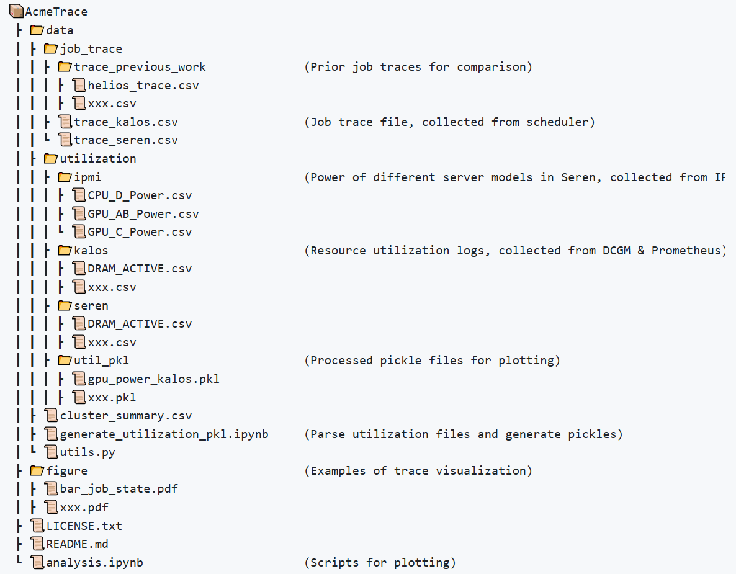 AcmeTrace
data
job_trace
trace_previous_work (Prior job traces for comparison)
helios_trace.csv
xxx.csv
trace_kalos.csv (Job trace file, collected from scheduler)
trace_seren.csv
utilization
ipmi (Power of different server models in Seren, collected from IP
CPU_D_Power.csv
GPU_AB_Power.csv
GPU_C_Power.csv
kalos (Resource utilization logs, collected from DCGM & Prometheus)
DRAM_ACTIVE.csv
xxx.csv
seren
DRAM_ACTIVE.csv
xxx.csv
util_pkl (Processed pickle files for plotting)
gpu_power_kalos.pkl
xxx.pkl
cluster_summary.csv
generate_utilization_pkl.ipynb (Parse utilization files and generate pickles)
utils.py
figure (Examples of trace visualization)
bar_job_state.pdf
xxx.pdf
LICENSE.txt
README.md
analysis.ipynb (Scripts for plotting)